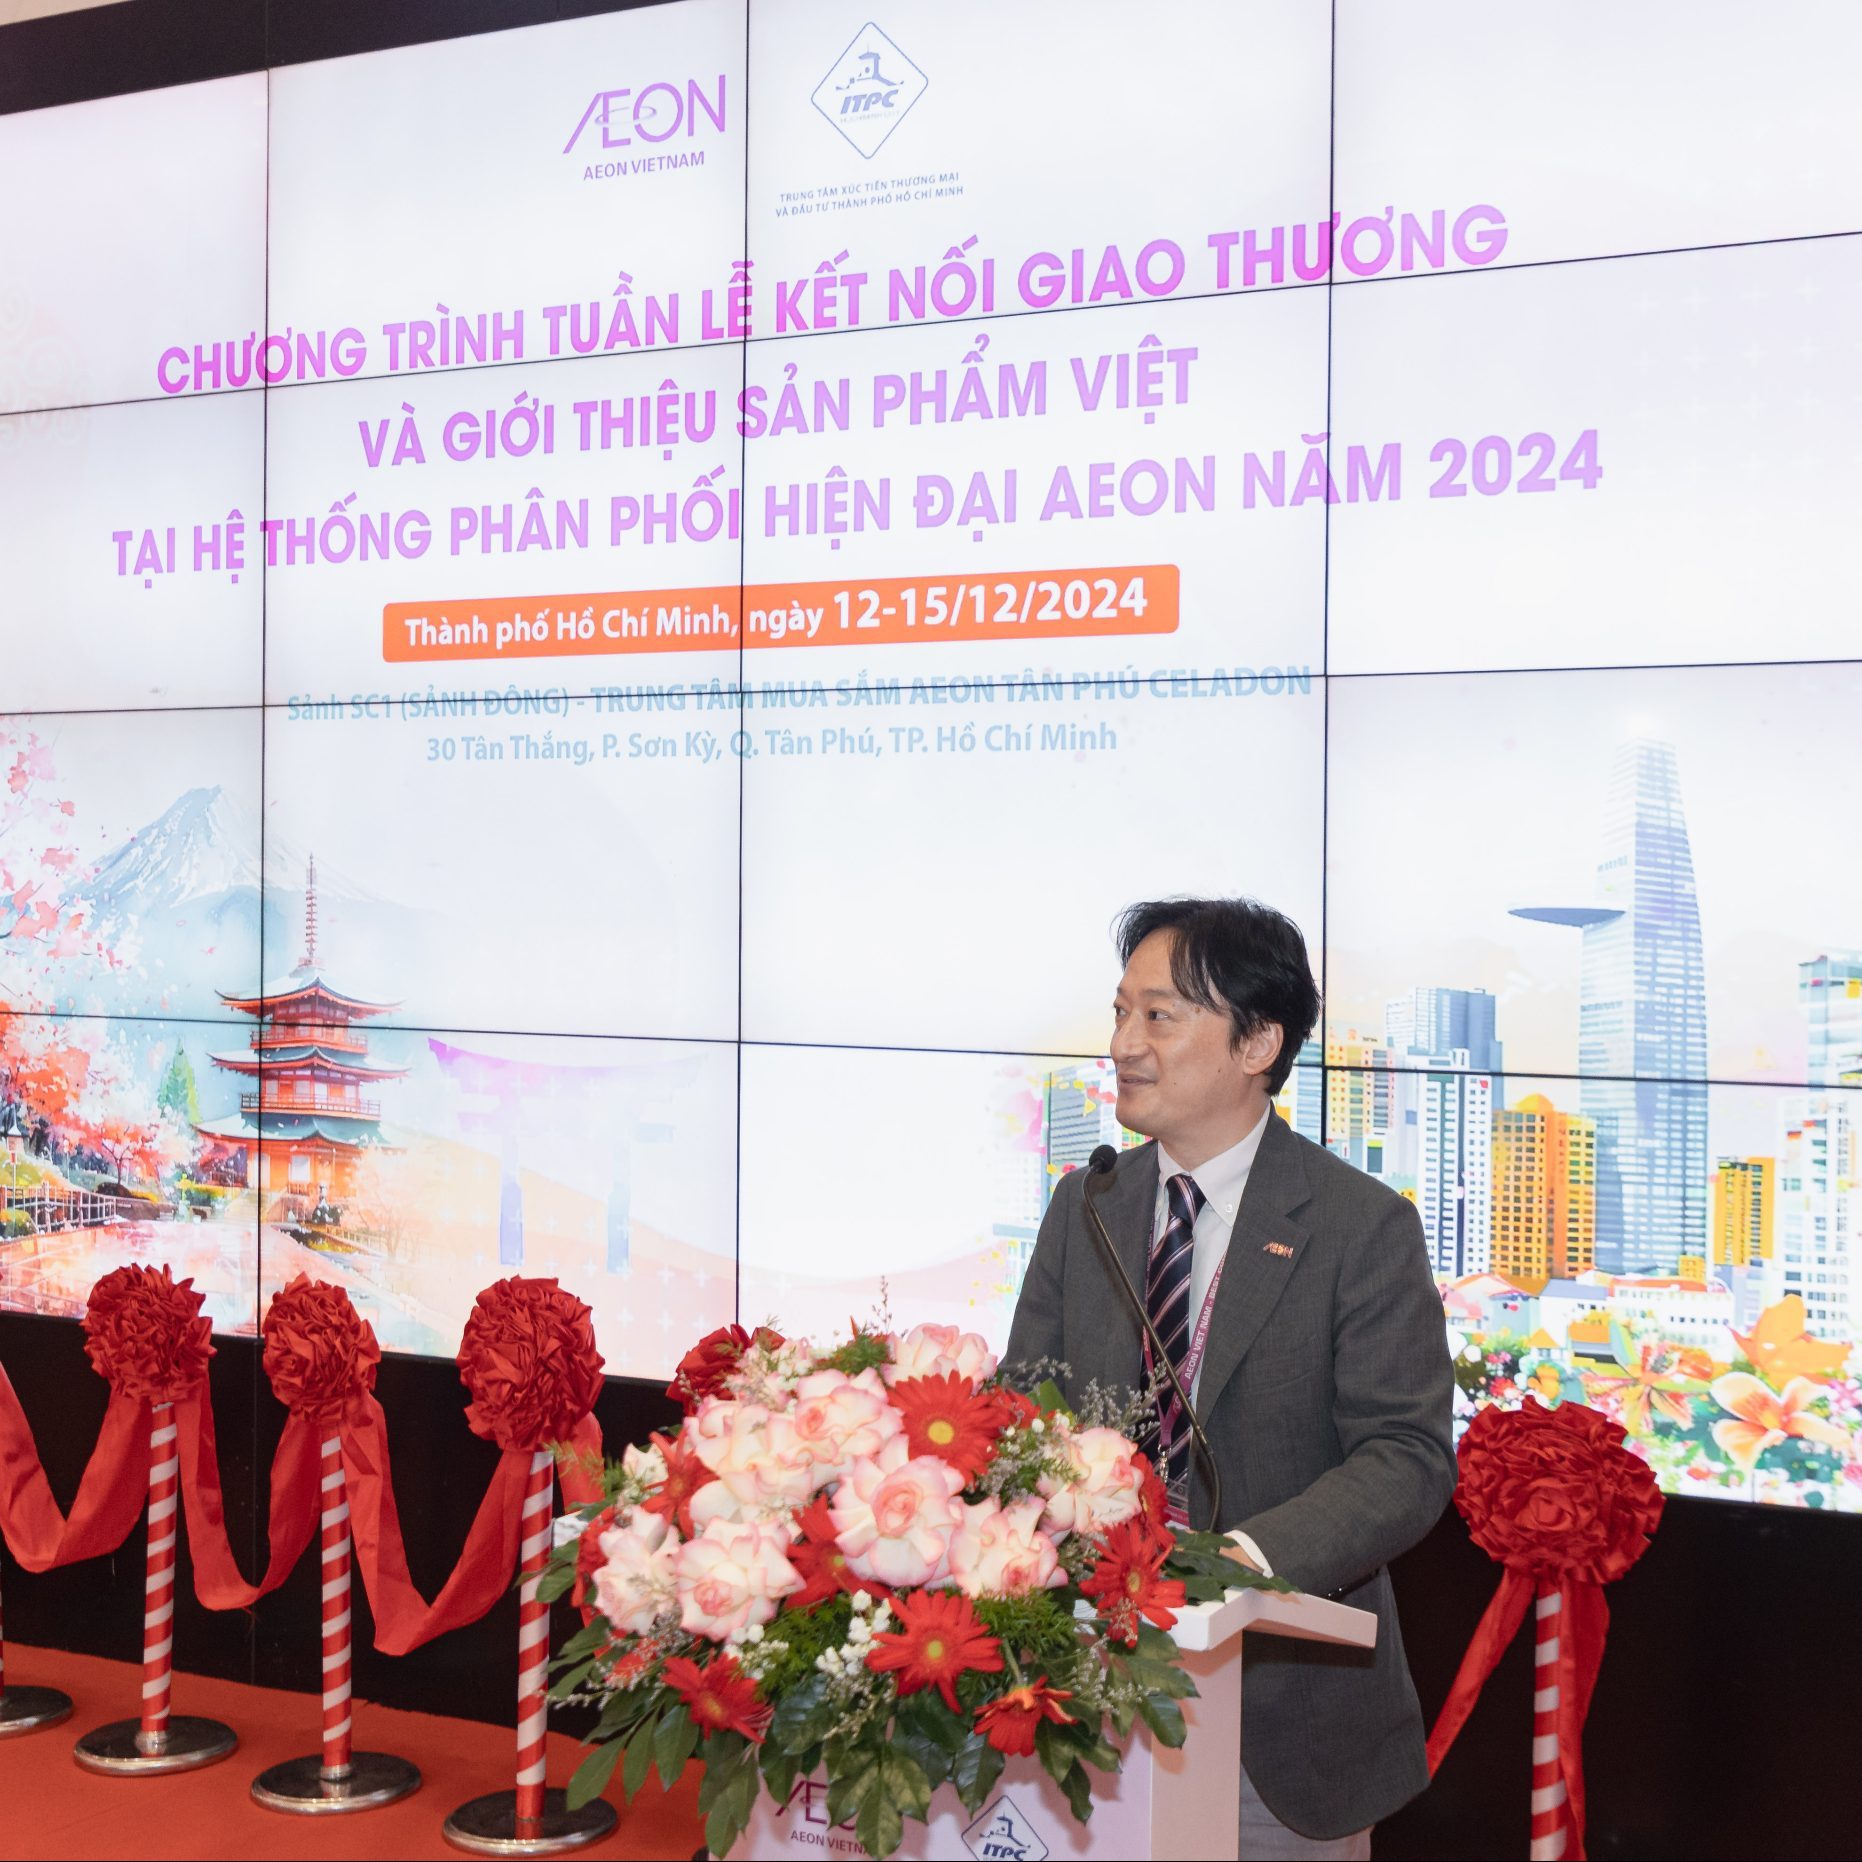 AEON
AEON VIETNAM
ITPC
TRUNG TÂM XÚC TIẾN THƯƠNG MẠI
VÀ ĐẦU TƯ THÀNH PHỐ HỒ CHÍ MINH
CHƯƠNG TRÌNH TUẦN LỄ KẾT NỐI GIAO THƯƠNG
VÀ GIỚI THIỆU SẢN PHẨM VIỆT
TẠI HỆ THỐNG PHÂN PHỐI HIỆN ĐẠI AEON NĂM 2024
Thành phố Hồ Chí Minh, ngày 12-15/12/2024
Sảnh SC1 (SẢNH ĐÔNG) - TRUNG TÂM MUA SẮM AEON TÂN PHÚ CELADON
30 Tân Thắng, P. Sơn Kỳ, Q. Tân Phú, TP. Hồ Chí Minh
AEON
AEON VIET NAM
AEON VIETNAM
ITPC